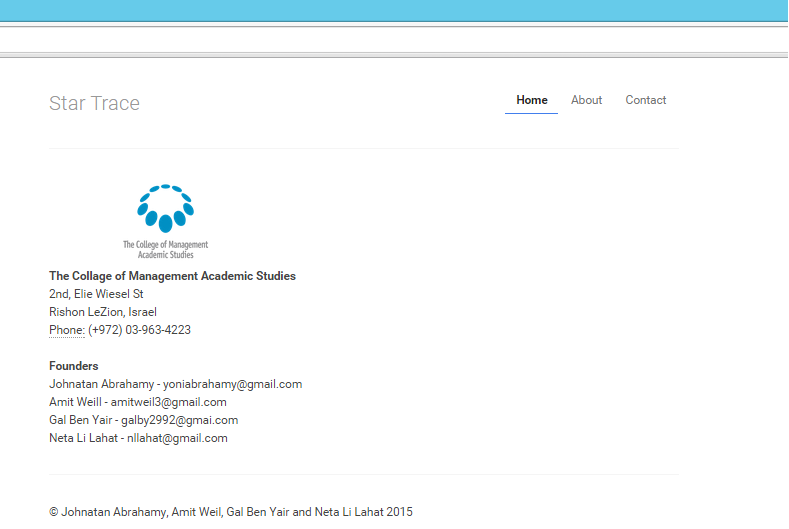 Star Trace
Home About Contact
The College of Management
Academic Studies
The Collage of Management Academic Studies
2nd, Elie Wiesel St
Rishon LeZion, Israel
Phone: (+972) 03-963-4223
Founders
Johnatan Abrahamy - yoniabrahamy@gmail.com
Amit Weill - amitweil3@gmail.com
Gal Ben Yair - galby2992@gmai.com
Neta Li Lahat - nllahat@gmail.com
© Johnatan Abrahamy, Amit Weil, Gal Ben Yair and Neta Li Lahat 2015